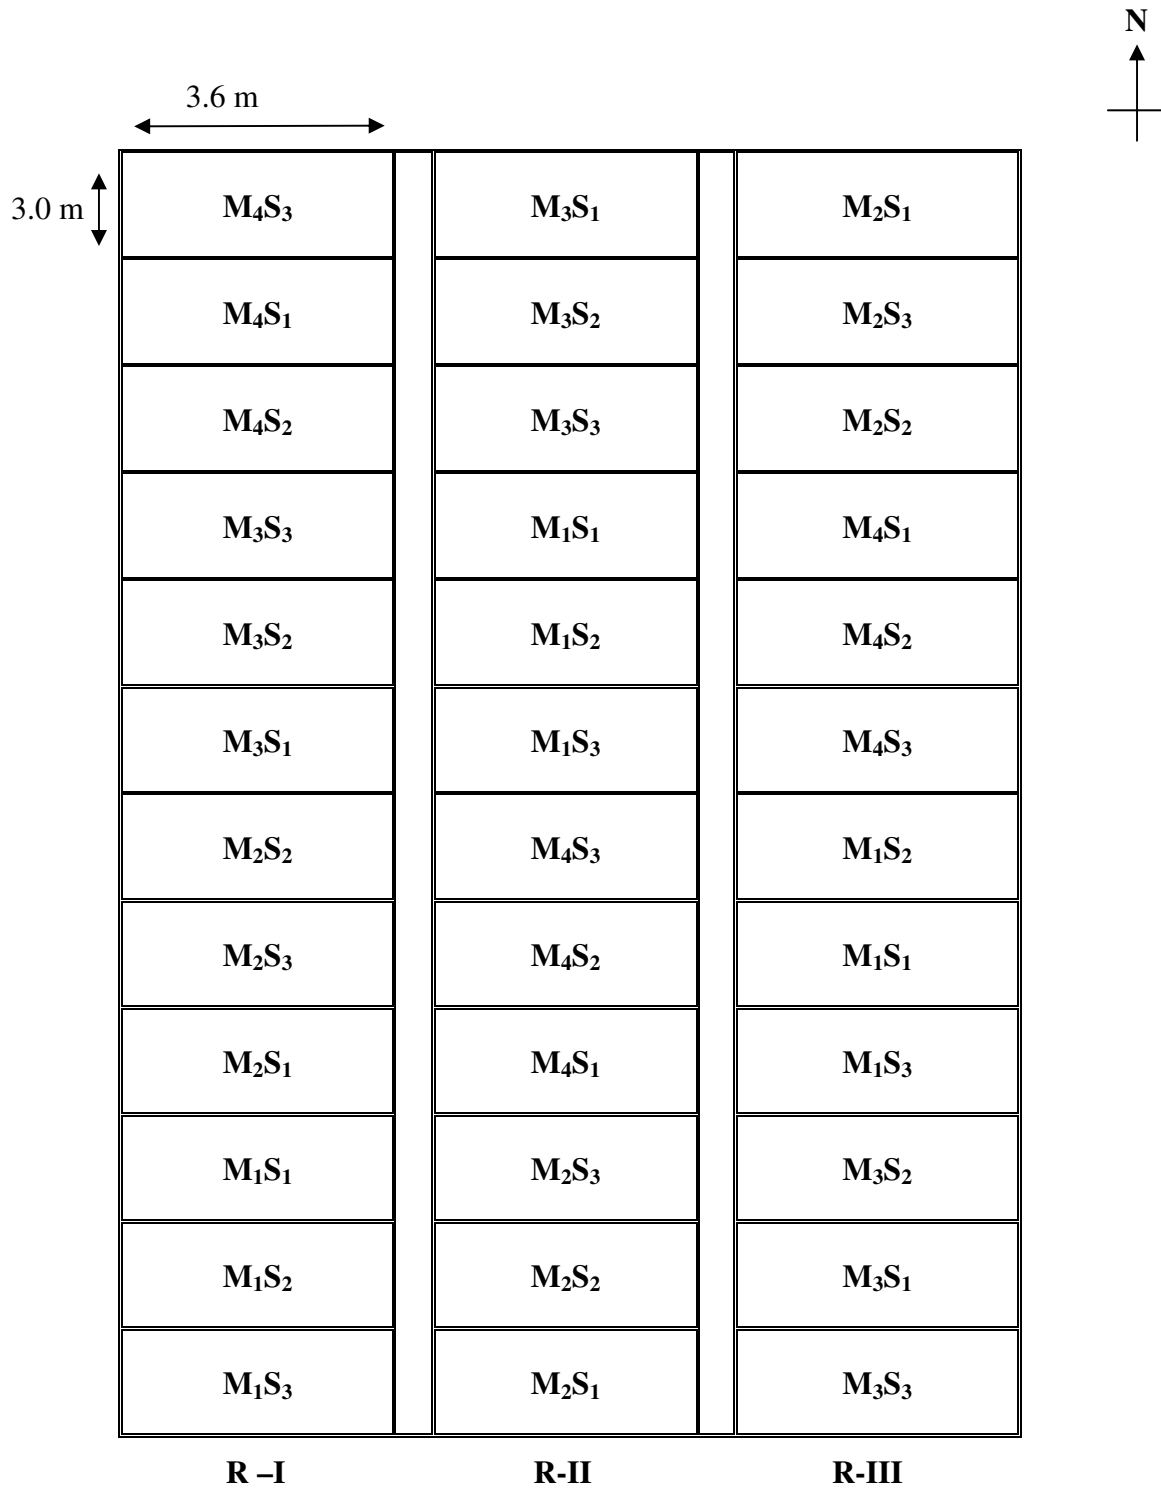 N
3.6 m
3.0 m
M₄S₃ M₃S₁ M₂S₁
M₄S₁ M₃S₂ M₂S₃
M₄S₂ M₃S₃ M₂S₂
M₃S₃ M₁S₁ M₄S₁
M₃S₂ M₁S₂ M₄S₂
M₃S₁ M₁S₃ M₄S₃
M₂S₂ M₄S₃ M₁S₂
M₂S₃ M₄S₂ M₁S₁
M₂S₁ M₄S₁ M₁S₃
M₁S₁ M₂S₃ M₃S₂
M₁S₂ M₂S₂ M₃S₁
M₁S₃ M₂S₁ M₃S₃
R –I R-II R-III